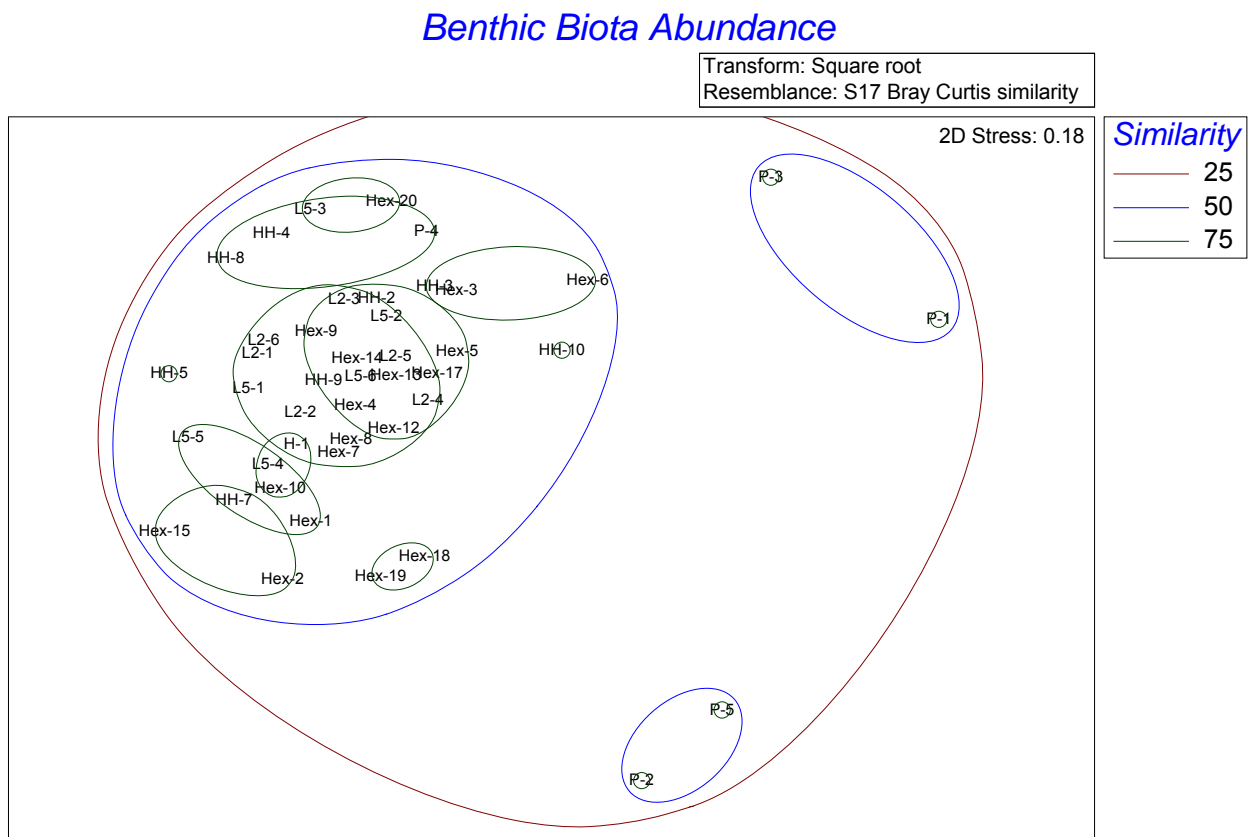 Benthic Biota Abundance
Transform: Square root
Resemblance: S17 Bray Curtis similarity
2D Stress: 0.18
Similarity
25
50
75
P-3
Hex-20
L5-3
P-4
HH-4
HH-8
Hex-6
HH-3
Hex-3
L2-3
HH-2
L5-2
P-1
Hex-9
L2-6
L2-1
Hex-5
HH-10
Hex-14
L2-5
HH-5
HH-9
L5-6
Hex-13
Hex-17
L5-1
L2-4
Hex-4
L2-2
Hex-12
L5-5
Hex-8
H-1
Hex-7
L5-4
Hex-10
HH-7
Hex-1
Hex-15
Hex-18
Hex-19
Hex-2
P-5
P-2